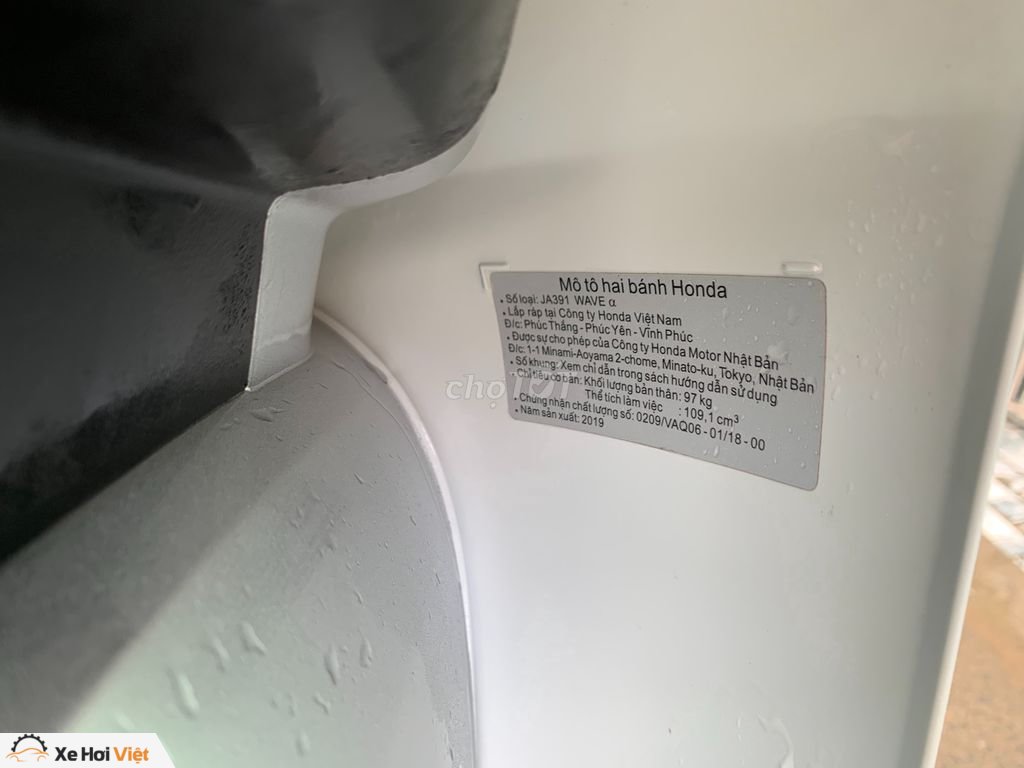 Mô tô hai bánh Honda
• Số loại: JA391 WAVE α
• Lắp ráp tại Công ty Honda Việt Nam
Đ/c: Phúc Thắng - Phúc Yên - Vĩnh Phúc
• Được sự cho phép của Công ty Honda Motor Nhật Bản
Đ/c: 1-1 Minami-Aoyama 2-chome, Minato-ku, Tokyo, Nhật Bản
• Số khung: Xem chỉ dẫn trong sách hướng dẫn sử dụng
• Chỉ tiêu cơ bản: Khối lượng bản thân: 97 kg
Thể tích làm việc : 109,1 cm³
• Chứng nhận chất lượng số: 0209/VAQ06 - 01/18 - 00
• Năm sản xuất: 2019
Xe Hơi Việt